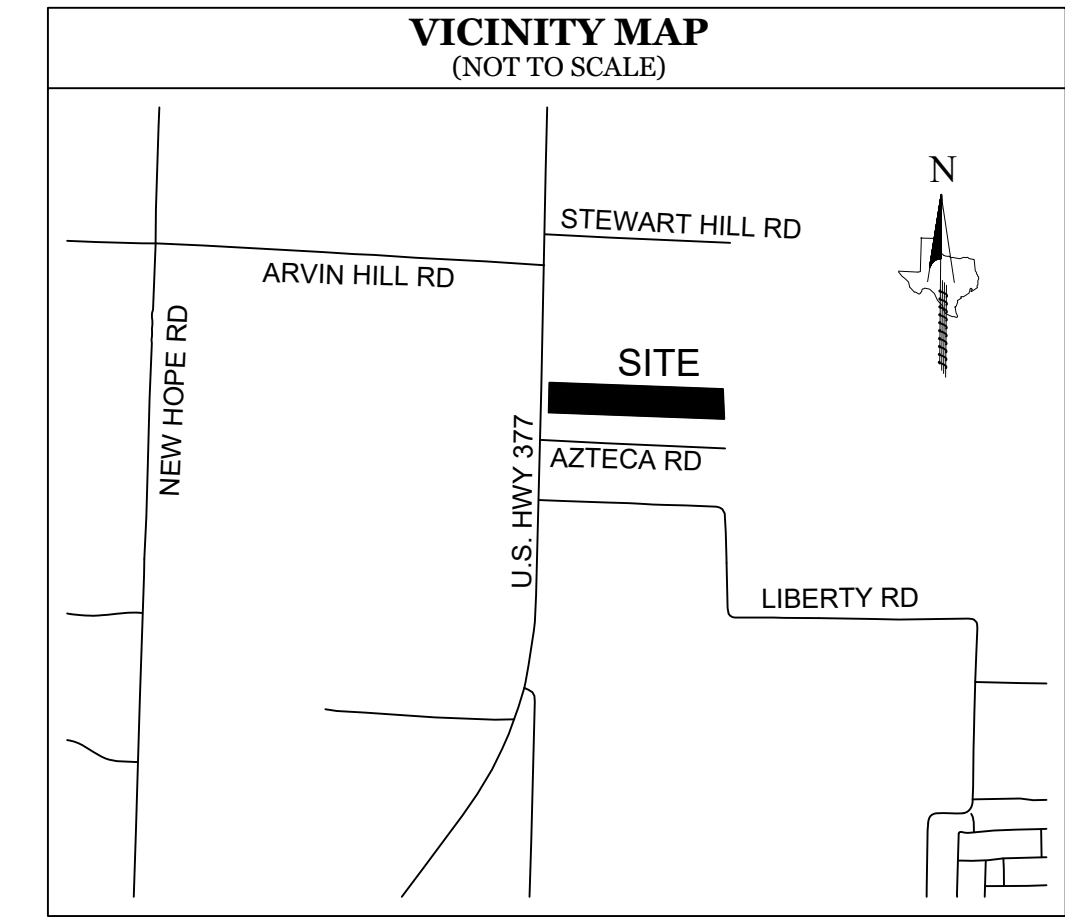 VICINITY MAP
(NOT TO SCALE)
N
STEWART HILL RD
ARVIN HILL RD
NEW HOPE RD
SITE
U.S. HWY 377
AZTECA RD
LIBERTY RD